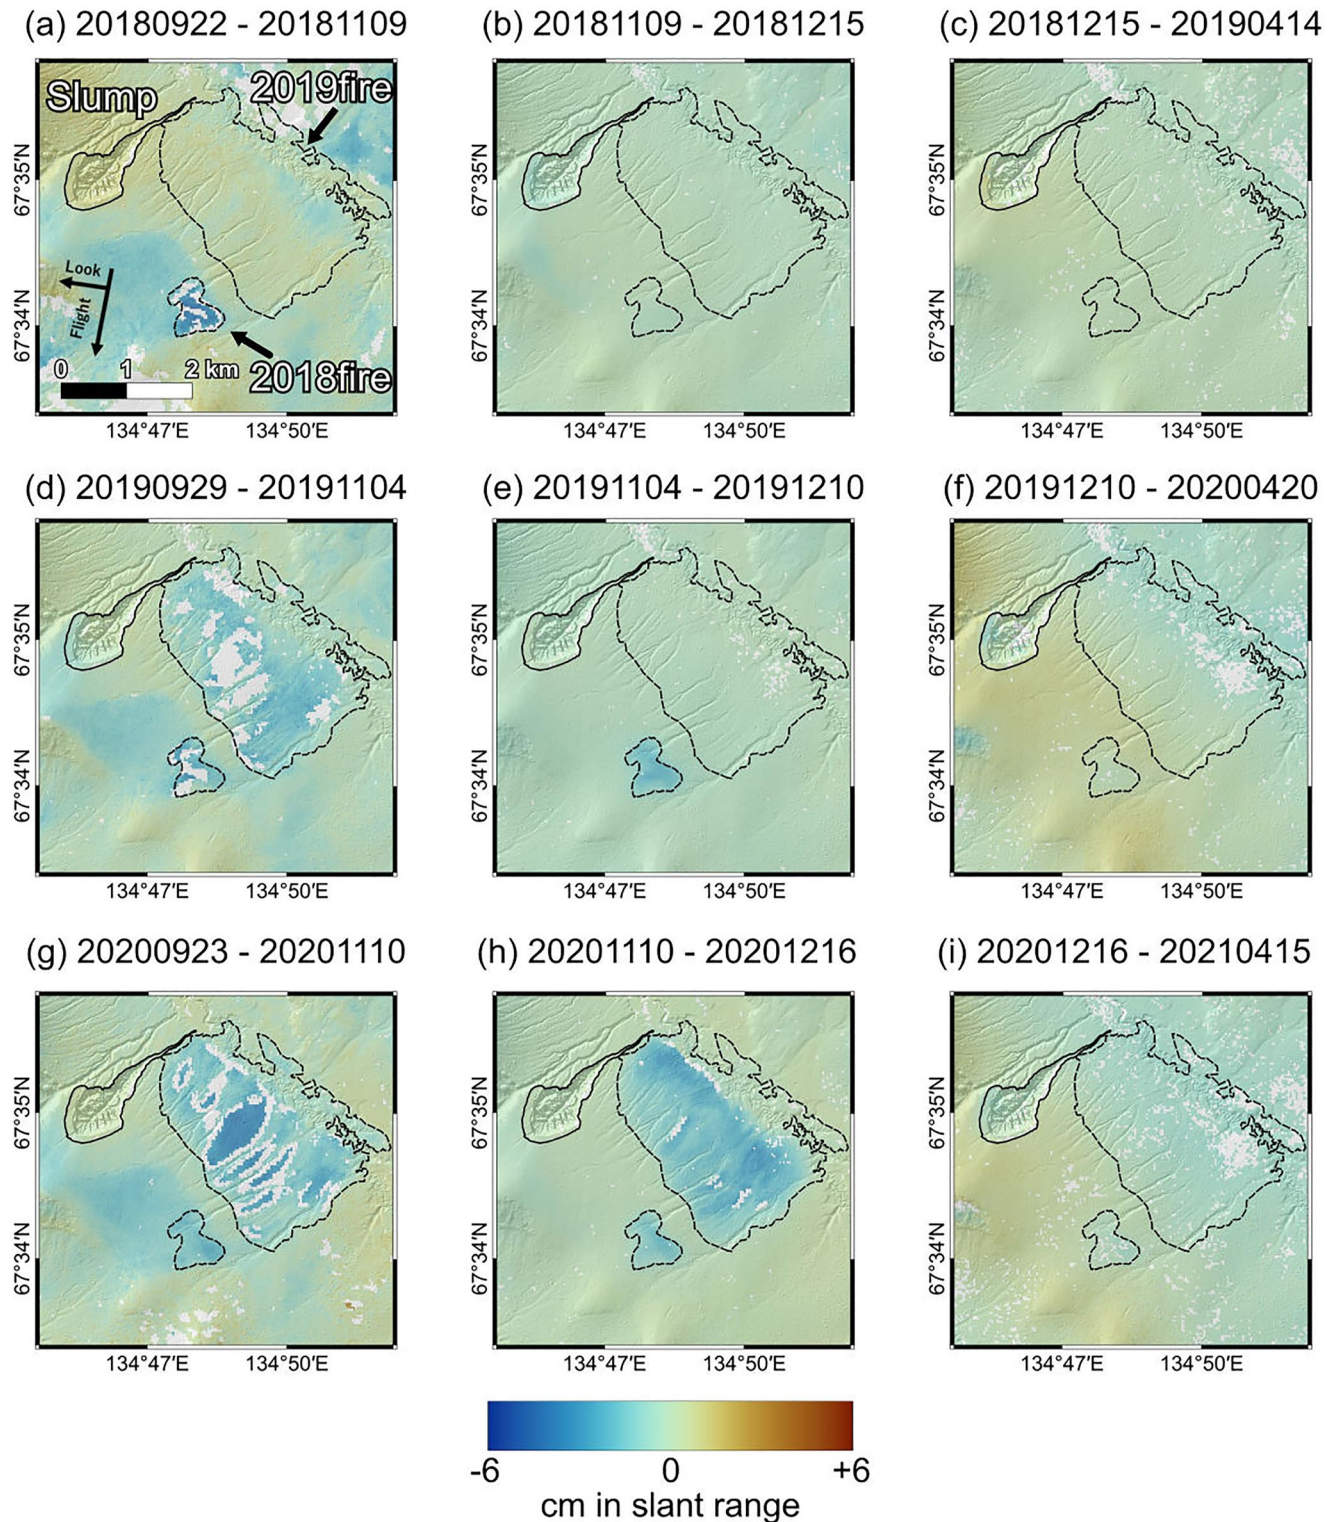 (a) 20180922 - 20181109
(b) 20181109 - 20181215
(c) 20181215 - 20190414
Slump
2019fire
Look
Flight
0 1 2 km
2018fire
67°35′N
67°34′N
134°47′E 134°50′E
67°35′N
67°34′N
134°47′E 134°50′E
67°35′N
67°34′N
134°47′E 134°50′E
(d) 20190929 - 20191104
(e) 20191104 - 20191210
(f) 20191210 - 20200420
67°35′N
67°34′N
134°47′E 134°50′E
67°35′N
67°34′N
134°47′E 134°50′E
67°35′N
67°34′N
134°47′E 134°50′E
(g) 20200923 - 20201110
(h) 20201110 - 20201216
(i) 20201216 - 20210415
67°35′N
67°34′N
134°47′E 134°50′E
67°35′N
67°34′N
134°47′E 134°50′E
67°35′N
67°34′N
134°47′E 134°50′E
-6 0 +6
cm in slant range